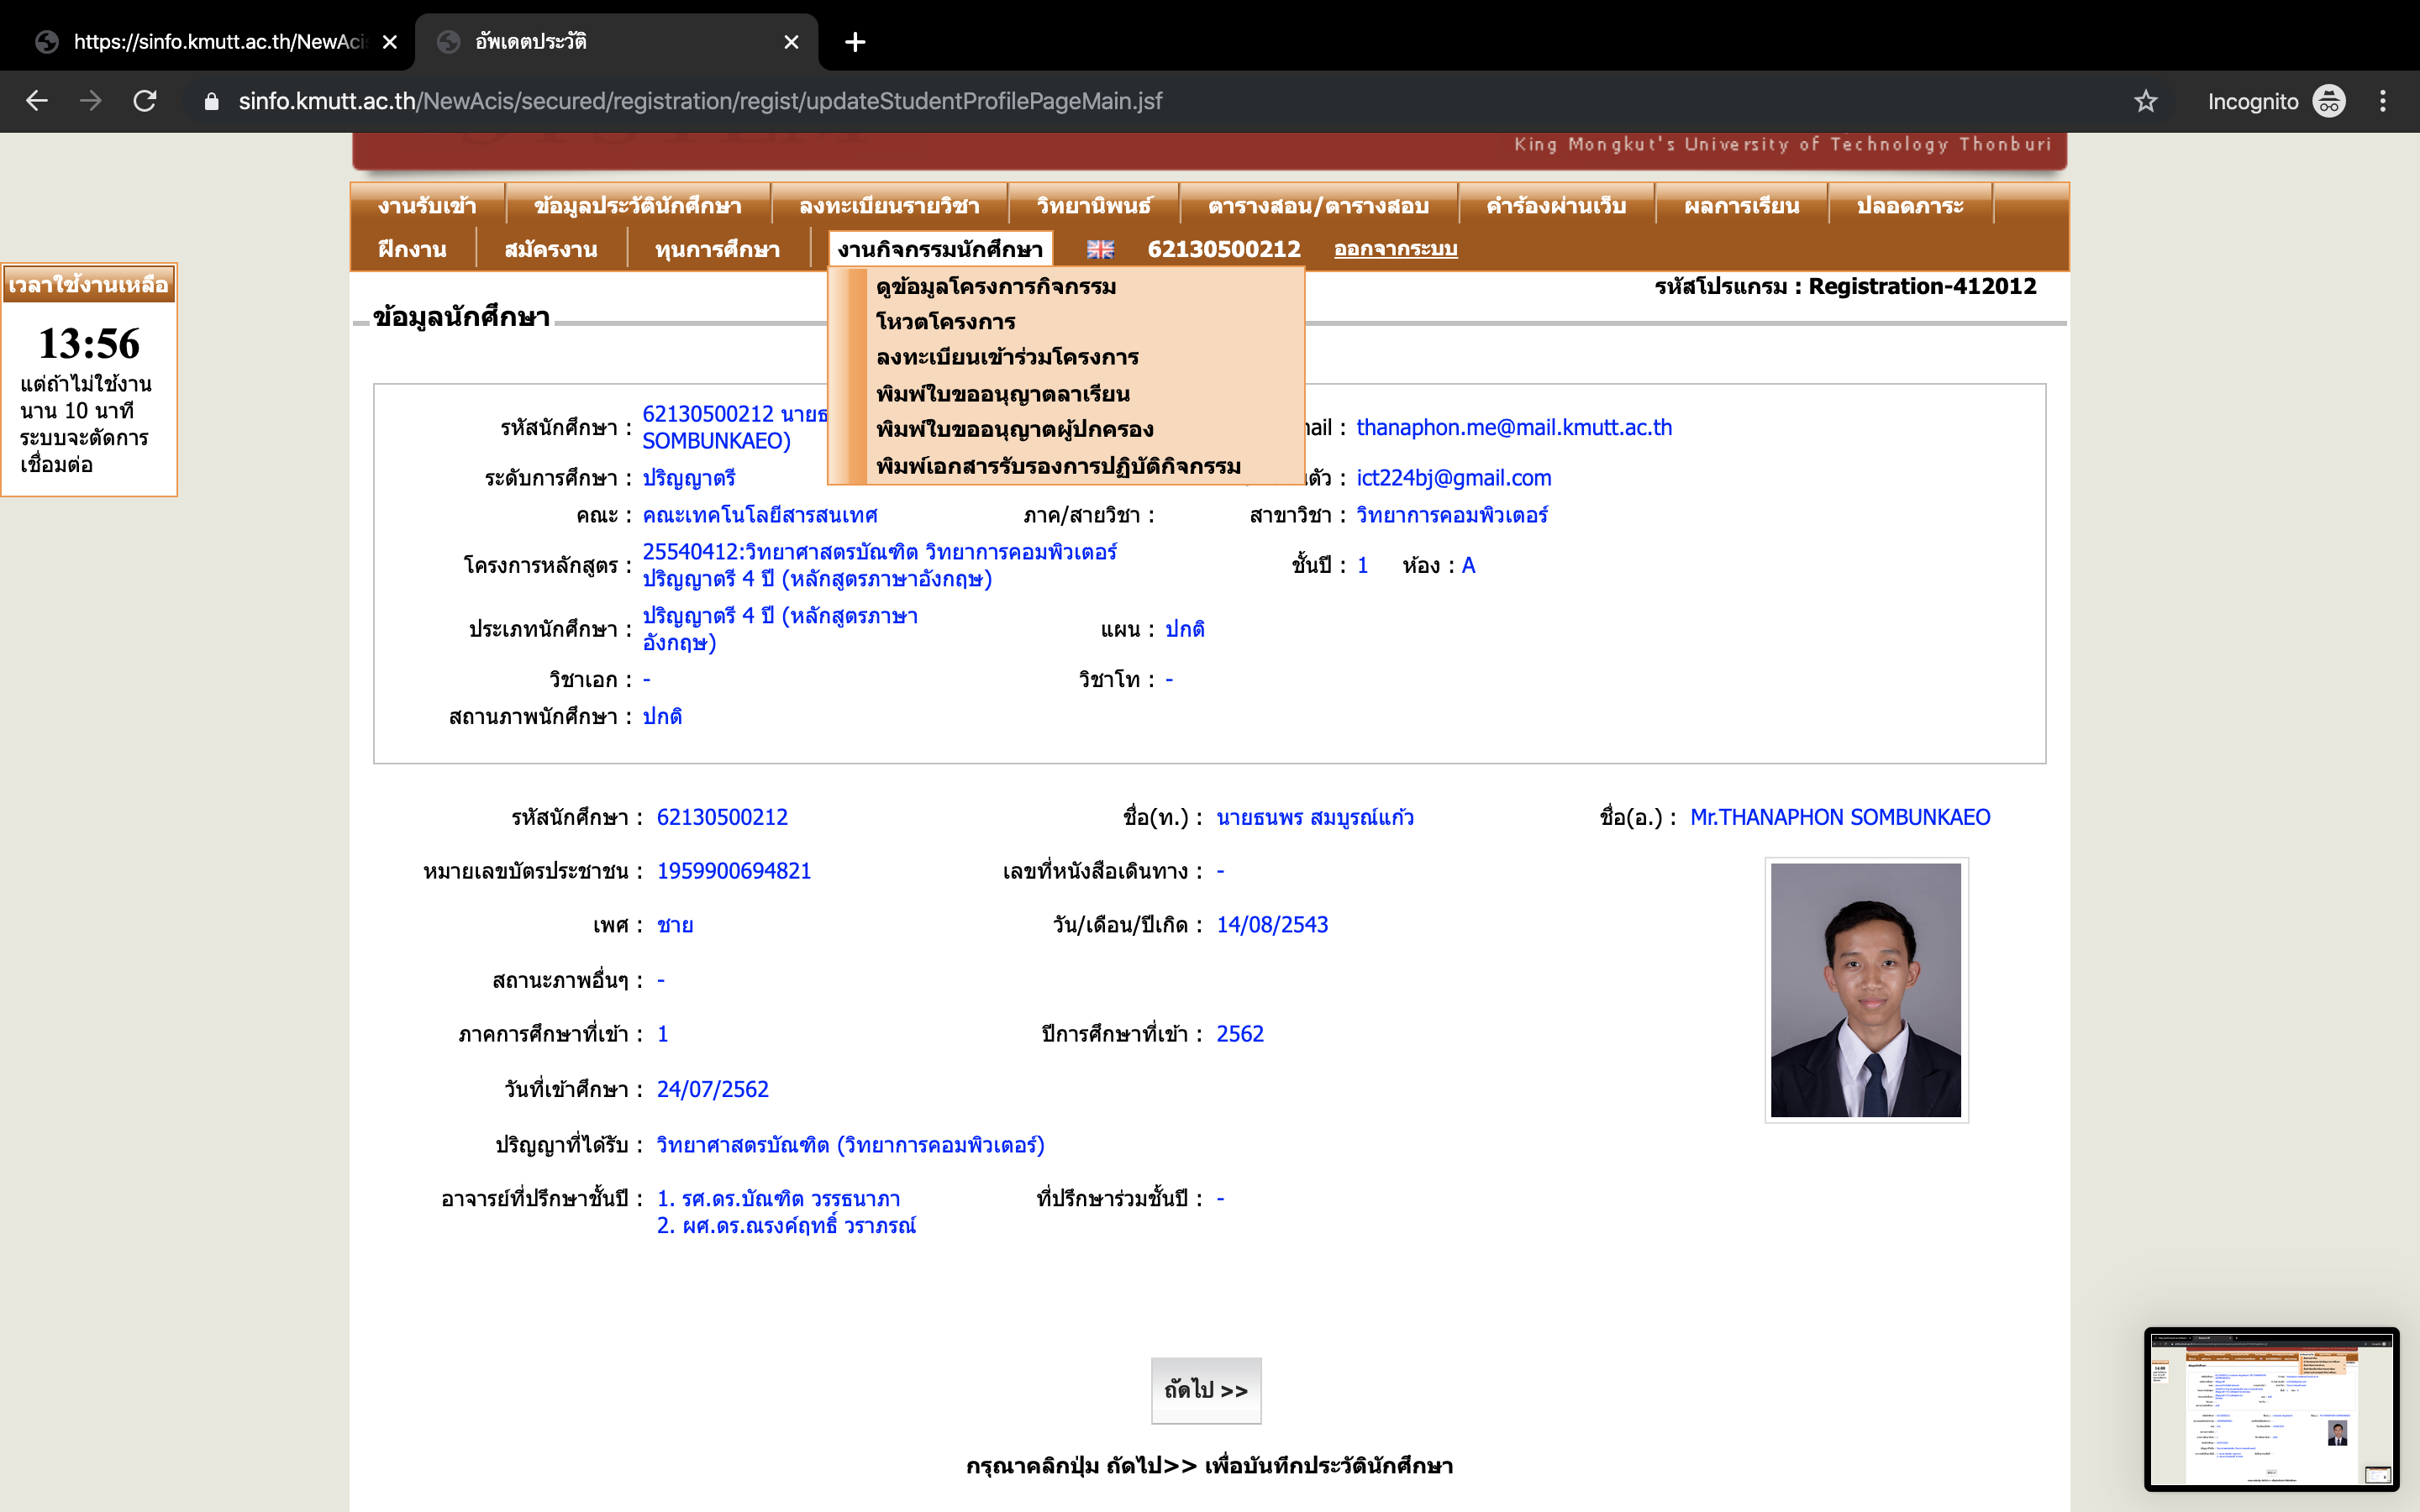 https://sinfo.kmutt.ac.th/NewAcis
อัพเดตประวัติ
sinfo.kmutt.ac.th/NewAcis/secured/registration/regist/updateStudentProfilePageMain.jsf
Incognito
King Mongkut's University of Technology Thonburi
งานรับเข้า ข้อมูลประวัตินักศึกษา ลงทะเบียนรายวิชา วิทยานิพนธ์ ตารางสอน/ตารางสอบ คำร้องผ่านเว็บ ผลการเรียน ปลอดภาระ
ฝึกงาน สมัครงาน ทุนการศึกษา งานกิจกรรมนักศึกษา 62130500212 ออกจากระบบ
เวลาใช้งานเหลือ
13:56
แต่ถ้าไม่ใช้งาน
นาน 10 นาที
ระบบจะตัดการ
เชื่อมต่อ
ดูข้อมูลโครงการกิจกรรม
โหวตโครงการ
ลงทะเบียนเข้าร่วมโครงการ
พิมพ์ใบขออนุญาตลาเรียน
พิมพ์ใบขออนุญาตผู้ปกครอง
พิมพ์เอกสารรับรองการปฏิบัติกิจกรรม
รหัสโปรแกรม : Registration-412012
ข้อมูลนักศึกษา
รหัสนักศึกษา : 62130500212 นายธ
SOMBUNKAEO)
ail : thanaphon.me@mail.kmutt.ac.th
ระดับการศึกษา : ปริญญาตรี
ตัว : ict224bj@gmail.com
คณะ : คณะเทคโนโลยีสารสนเทศ ภาค/สายวิชา : สาขาวิชา : วิทยาการคอมพิวเตอร์
โครงการหลักสูตร : 25540412:วิทยาศาสตรบัณฑิต วิทยาการคอมพิวเตอร์
ปริญญาตรี 4 ปี (หลักสูตรภาษาอังกฤษ)
ชั้นปี : 1 ห้อง : A
ประเภทนักศึกษา : ปริญญาตรี 4 ปี (หลักสูตรภาษา
อังกฤษ)
แผน : ปกติ
วิชาเอก : - วิชาโท : -
สถานภาพนักศึกษา : ปกติ
รหัสนักศึกษา : 62130500212 ชื่อ(ท.) : นายธนพร สมบูรณ์แก้ว ชื่อ(อ.) : Mr.THANAPHON SOMBUNKAEO
หมายเลขบัตรประชาชน : 1959900694821 เลขที่หนังสือเดินทาง : -
เพศ : ชาย วัน/เดือน/ปีเกิด : 14/08/2543
สถานะภาพอื่นๆ : -
ภาคการศึกษาที่เข้า : 1 ปีการศึกษาที่เข้า : 2562
วันที่เข้าศึกษา : 24/07/2562
ปริญญาที่ได้รับ : วิทยาศาสตรบัณฑิต (วิทยาการคอมพิวเตอร์)
อาจารย์ที่ปรึกษาชั้นปี : 1. รศ.ดร.บัณฑิต วรรธนาภา ที่ปรึกษาร่วมชั้นปี : -
2. ผศ.ดร.ณรงค์ฤทธิ์ วราภรณ์
ถัดไป >>
กรุณาคลิกปุ่ม ถัดไป>> เพื่อบันทึกประวัตินักศึกษา